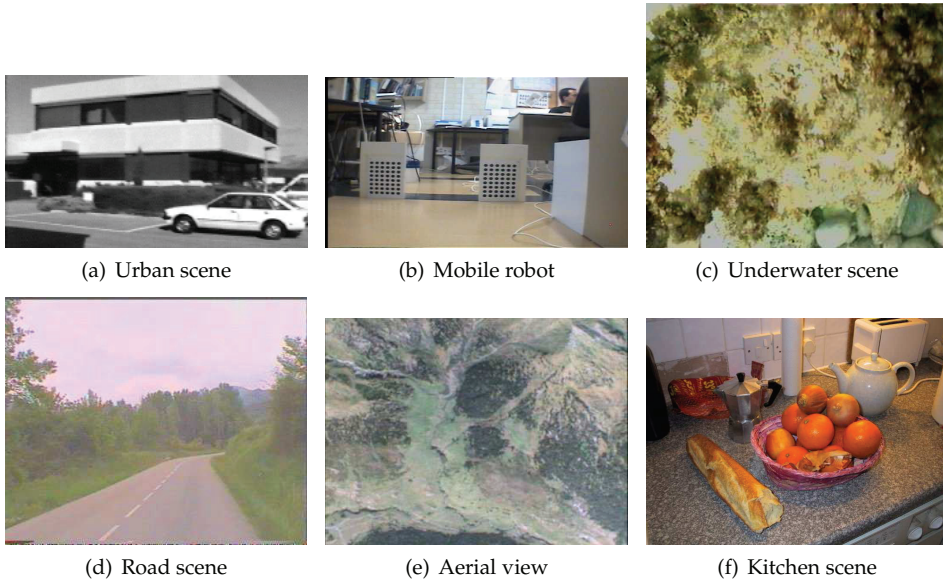 (a) Urban scene
(b) Mobile robot
(c) Underwater scene
(d) Road scene
(e) Aerial view
(f) Kitchen scene